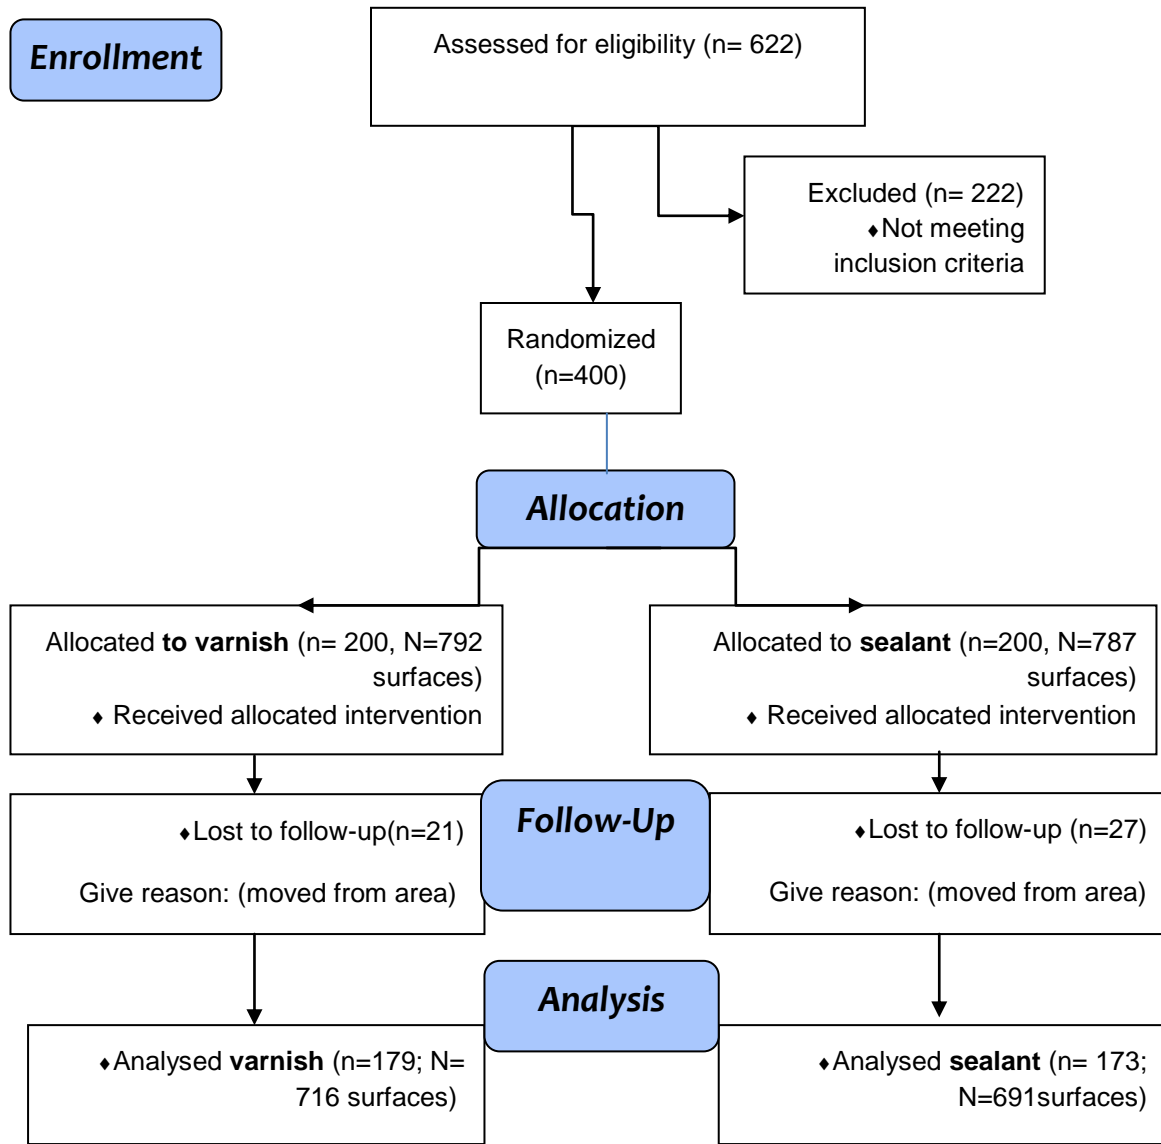 Enrollment
Assessed for eligibility (n= 622)
Excluded (n= 222)
♦Not meeting
inclusion criteria
Randomized
(n=400)
Allocation
Allocated to varnish (n= 200, N=792
surfaces)
♦ Received allocated intervention
Allocated to sealant (n=200, N=787
surfaces)
♦ Received allocated intervention
♦Lost to follow-up(n=21)
Give reason: (moved from area)
Follow-Up
♦Lost to follow-up (n=27)
Give reason: (moved from area)
Analysis
♦Analysed varnish (n=179; N=
716 surfaces)
♦Analysed sealant (n= 173;
N=691surfaces)